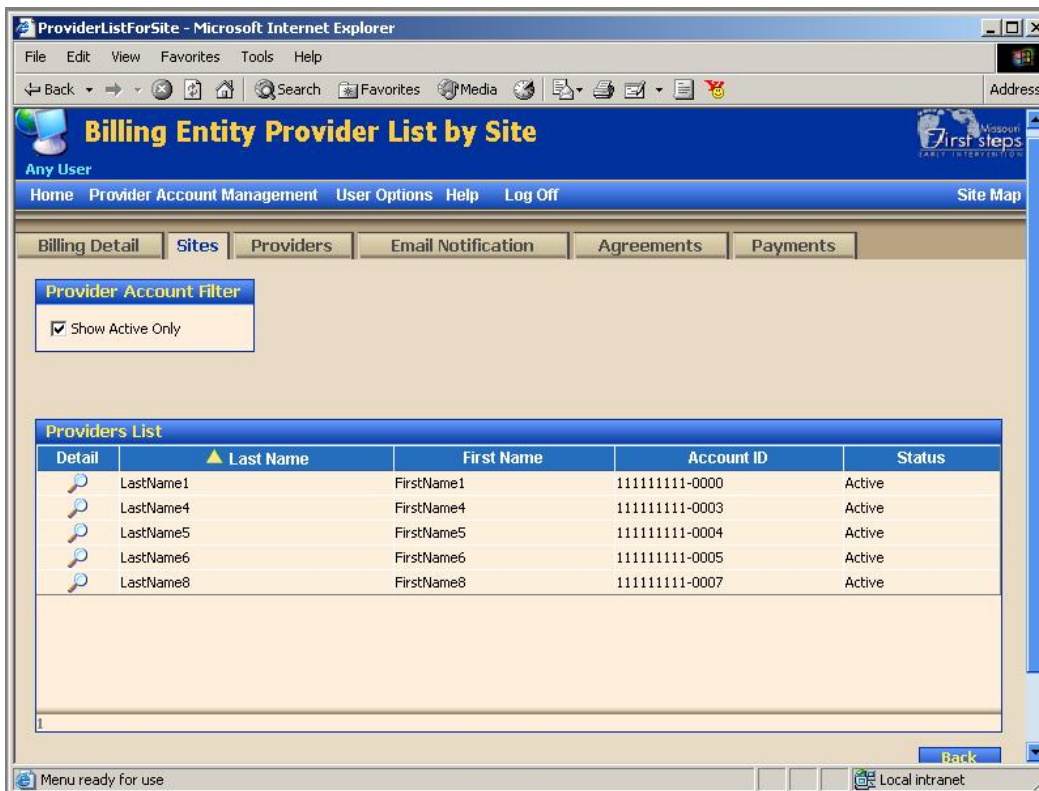 ProviderListForSite - Microsoft Internet Explorer
File Edit View Favorites Tools Help
Back Search Favorites Media Address
Billing Entity Provider List by Site
Missouri
First steps
EARLY INTERVENTION
Any User
Home Provider Account Management User Options Help Log Off Site Map
Billing Detail Sites Providers Email Notification Agreements Payments
Provider Account Filter
Show Active Only
Providers List
Detail Last Name First Name Account ID Status
LastName1 FirstName1 111111111-0000 Active
LastName4 FirstName4 111111111-0003 Active
LastName5 FirstName5 111111111-0004 Active
LastName6 FirstName6 111111111-0005 Active
LastName8 FirstName8 111111111-0007 Active
1
Back
Menu ready for use Local intranet